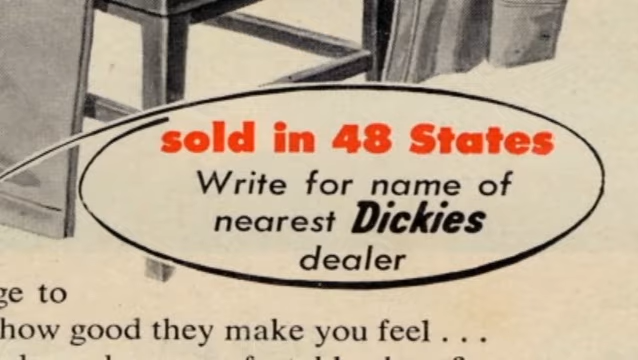 sold in 48 States
Write for name of
nearest Dickies
dealer
ge to
how good they make you feel . . .